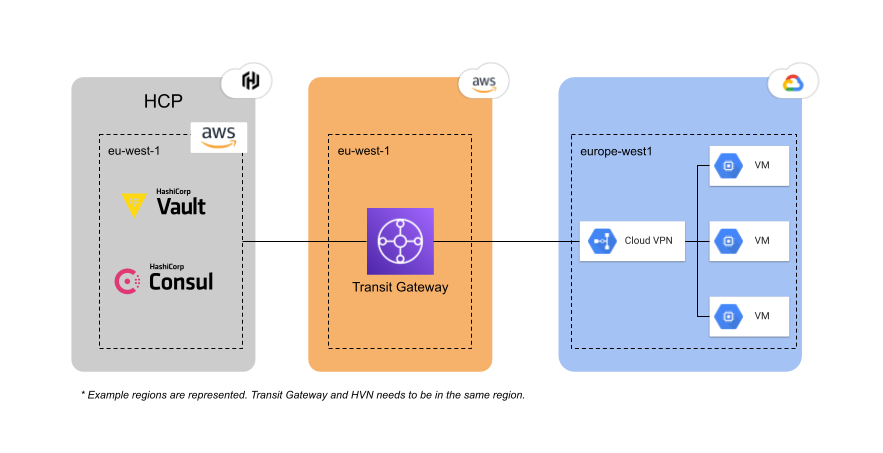 HCP
aws
eu-west-1
HashiCorp
Vault
HashiCorp
Consul
aws
eu-west-1
Transit Gateway
europe-west1
Cloud VPN
VM
VM
VM
* Example regions are represented. Transit Gateway and HVN needs to be in the same region.